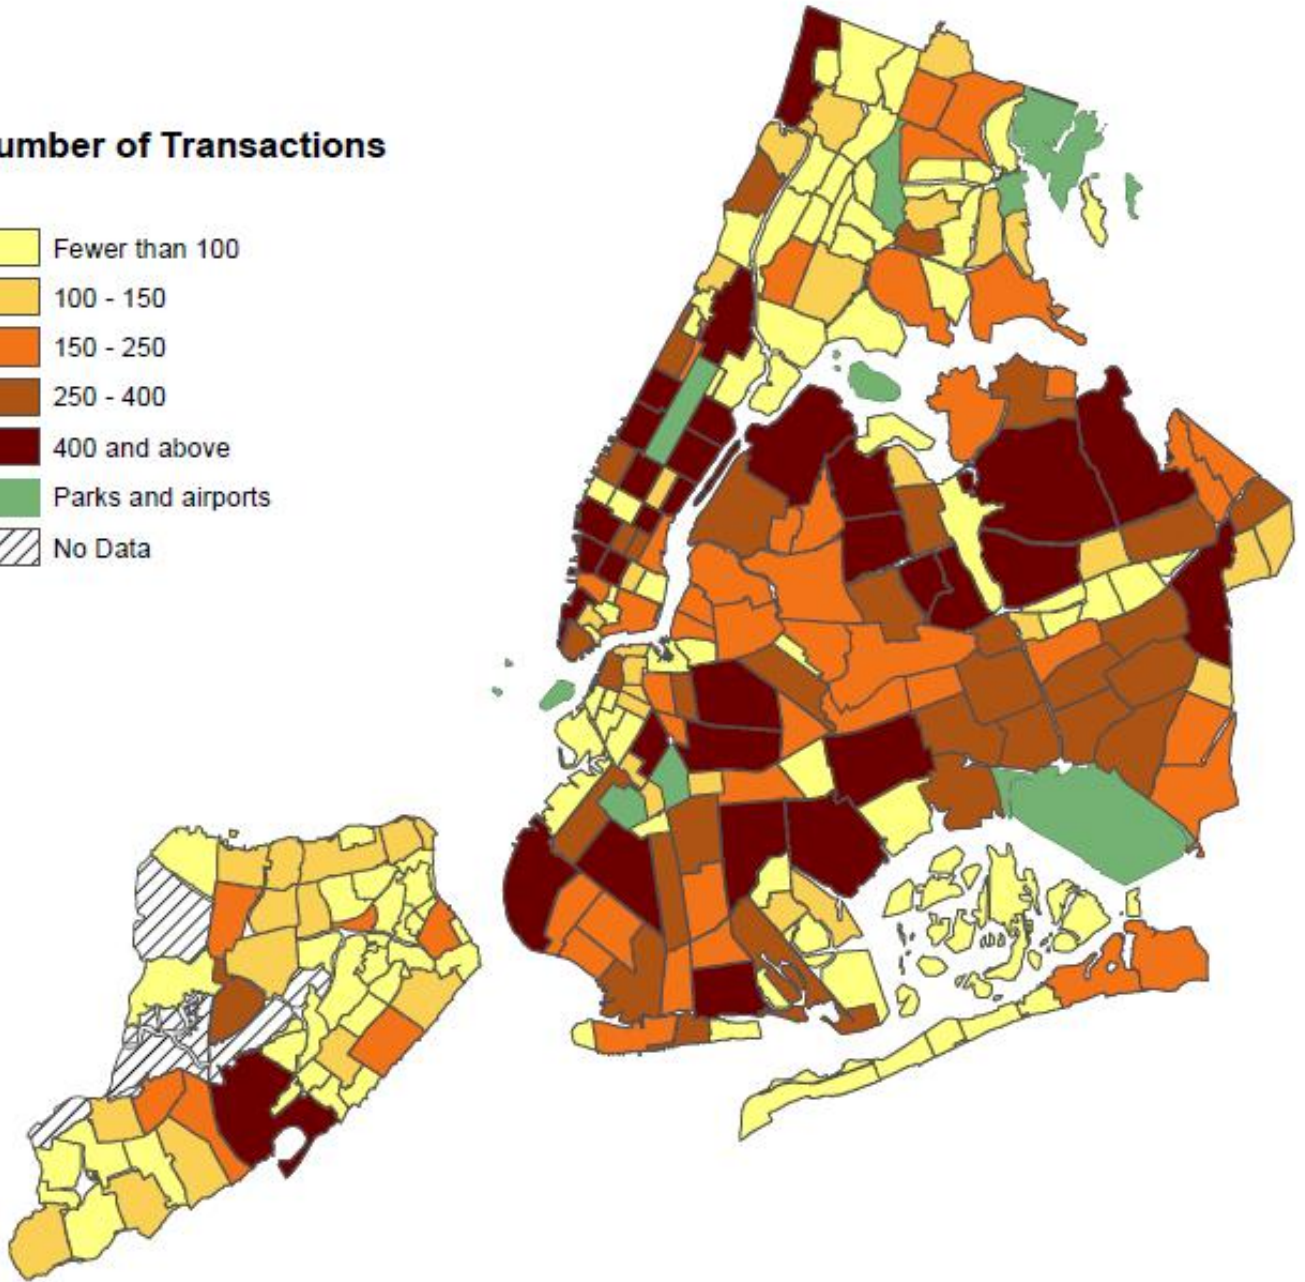 umber of Transactions
Fewer than 100
100 - 150
150 - 250
250 - 400
400 and above
Parks and airports
No Data